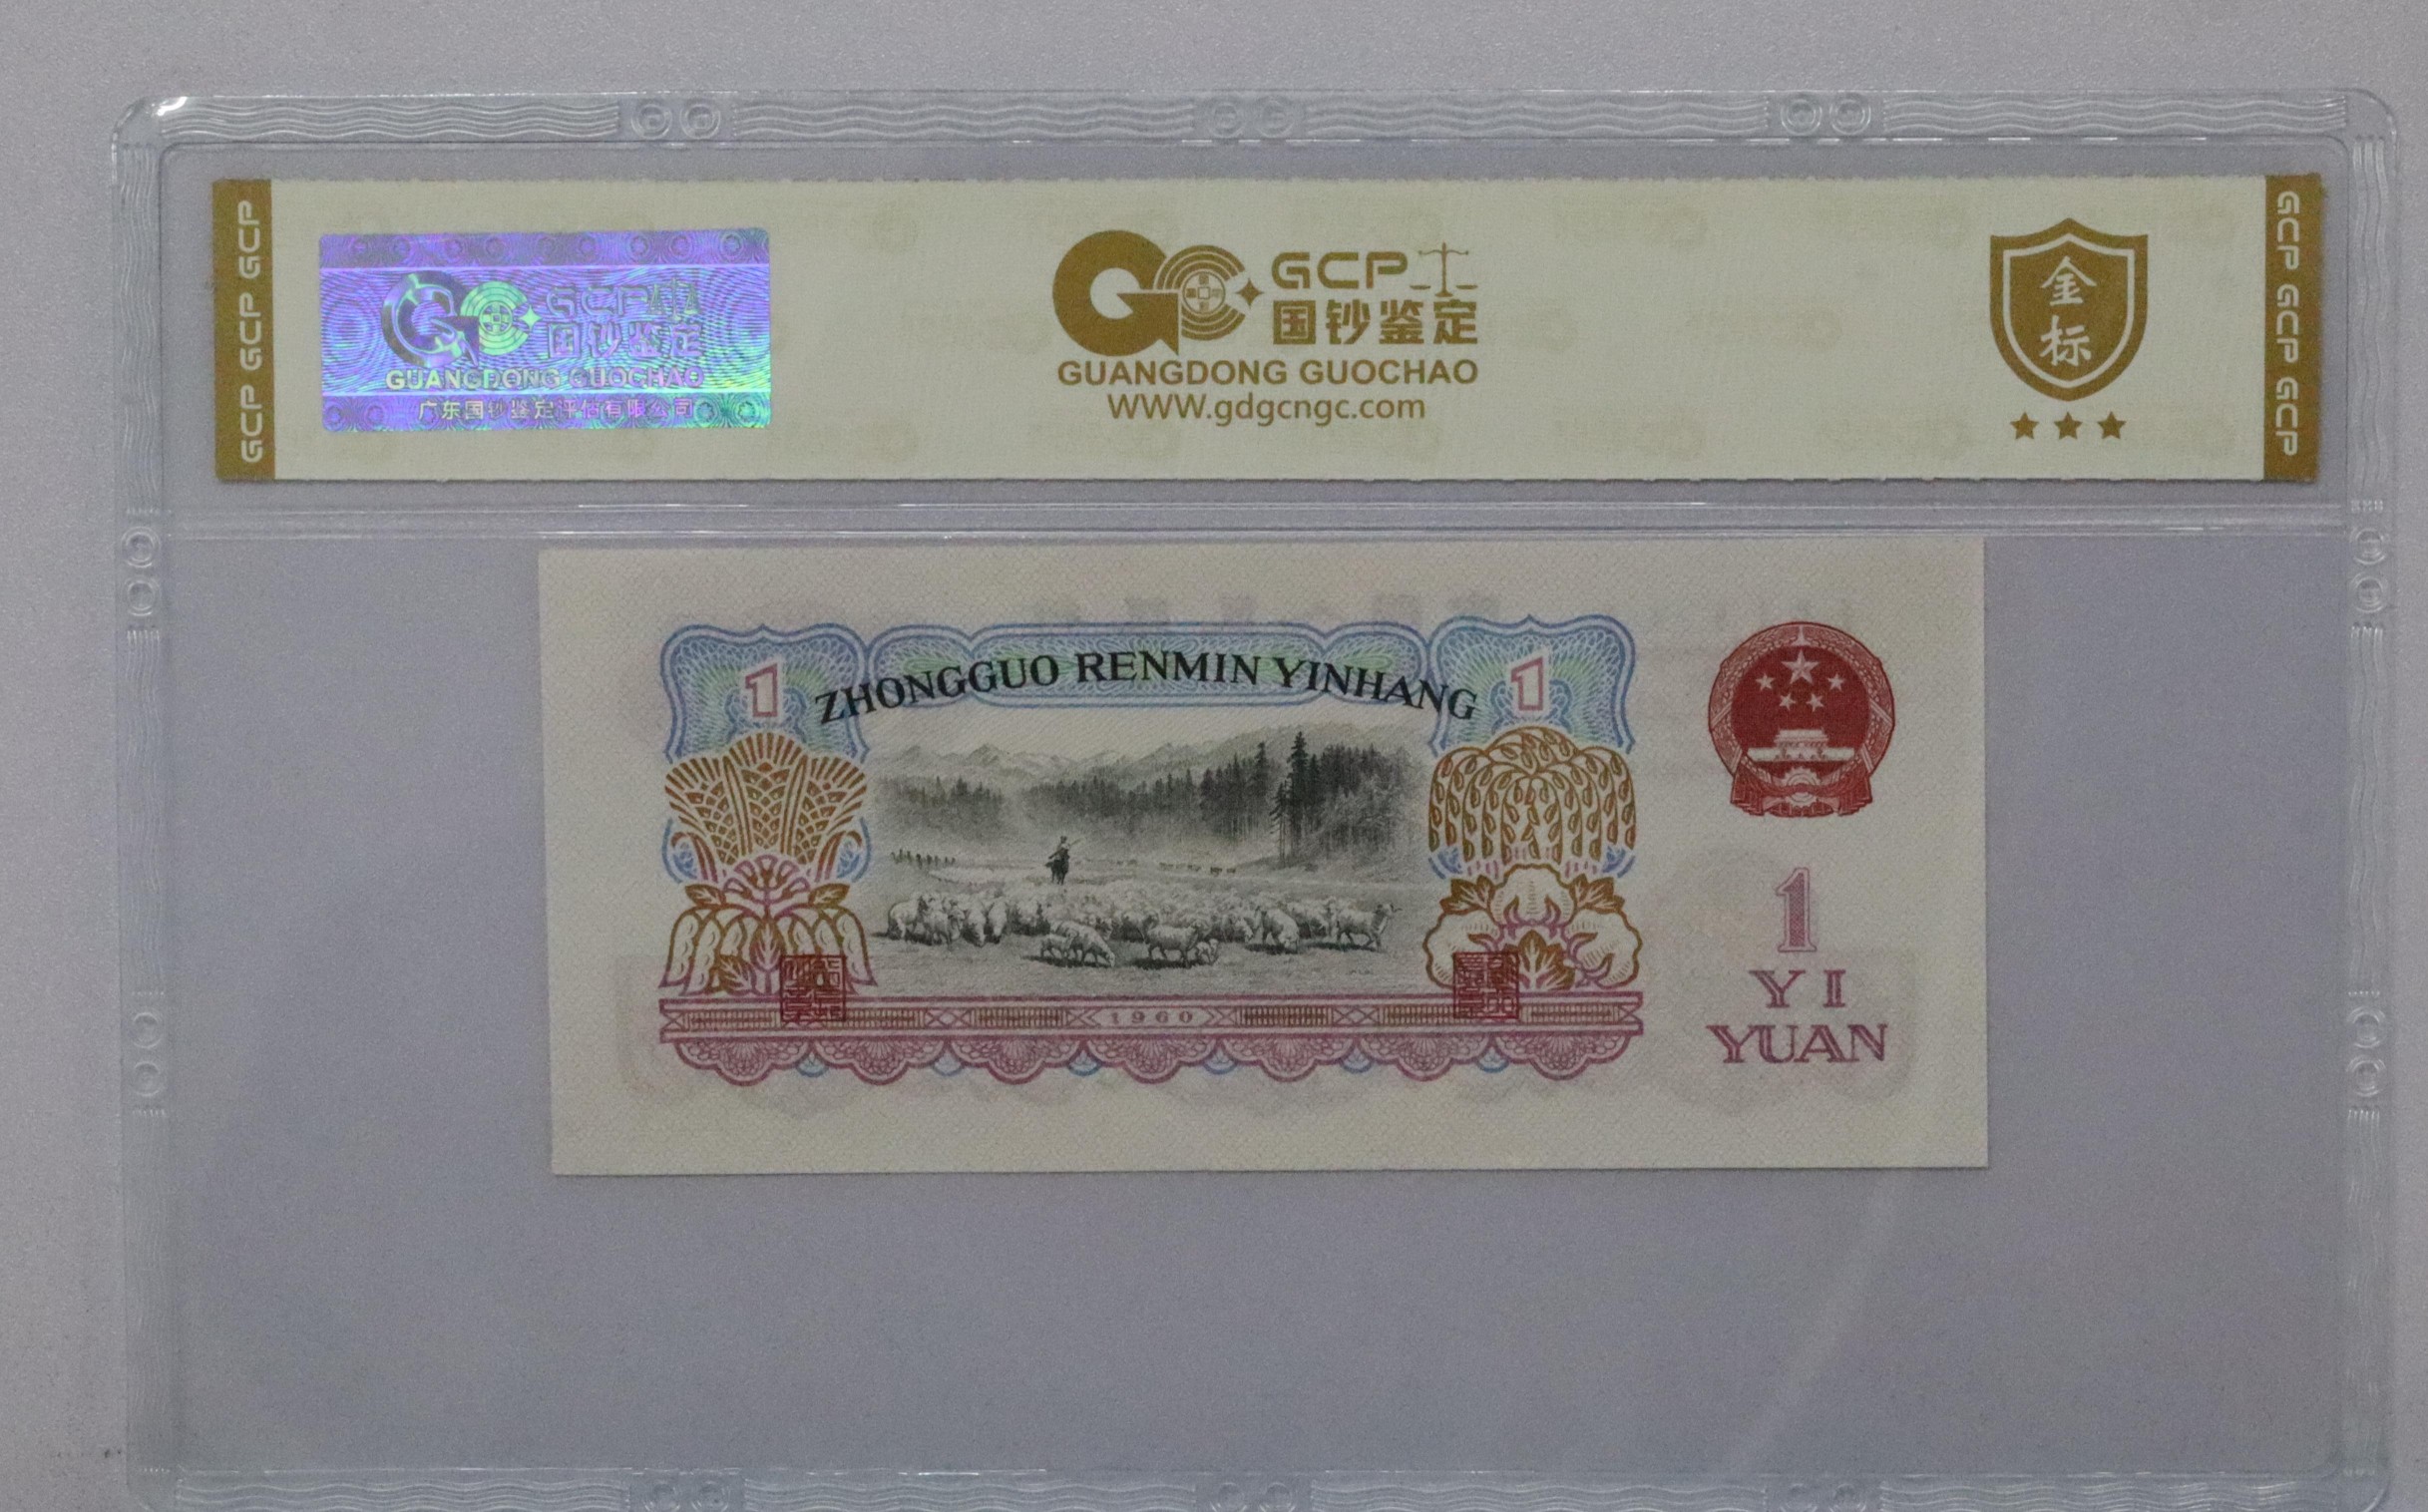 GCP GCP GCP
GCP
国钞鉴定
GUANGDONG GUOCHAO
广东国钞鉴定评估有限公司
GCP
国钞鉴定
GUANGDONG GUOCHAO
WWW.gdgcngc.com
金
标
GCP GCP GCP
1
ZHONGGUO RENMIN YINHANG
1
1960
1
YI
YUAN